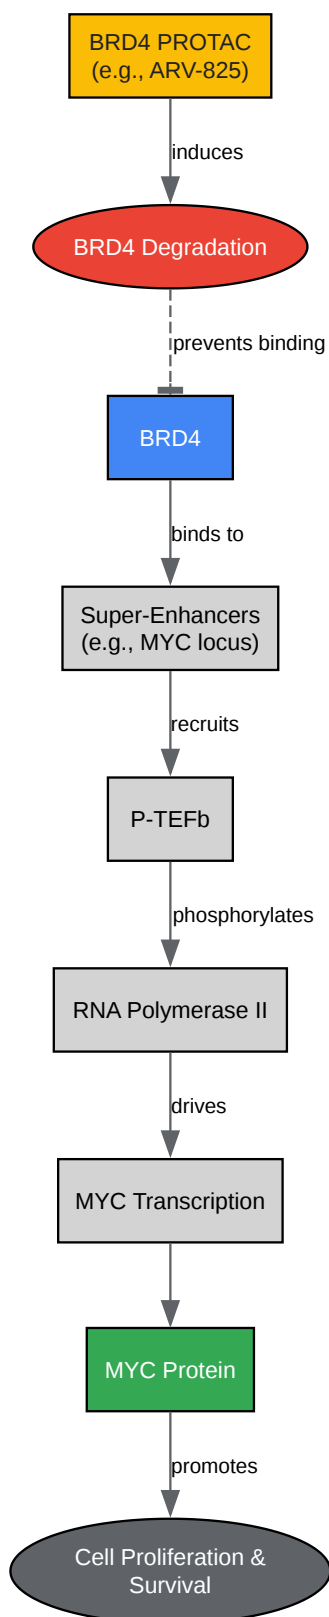 BRD4 PROTAC
(e.g., ARV-825)
induces
BRD4 Degradation
prevents binding
BRD4
binds to
Super-Enhancers
(e.g., MYC locus)
recruits
P-TEFb
phosphorylates
RNA Polymerase II
drives
MYC Transcription
MYC Protein
promotes
Cell Proliferation &
Survival